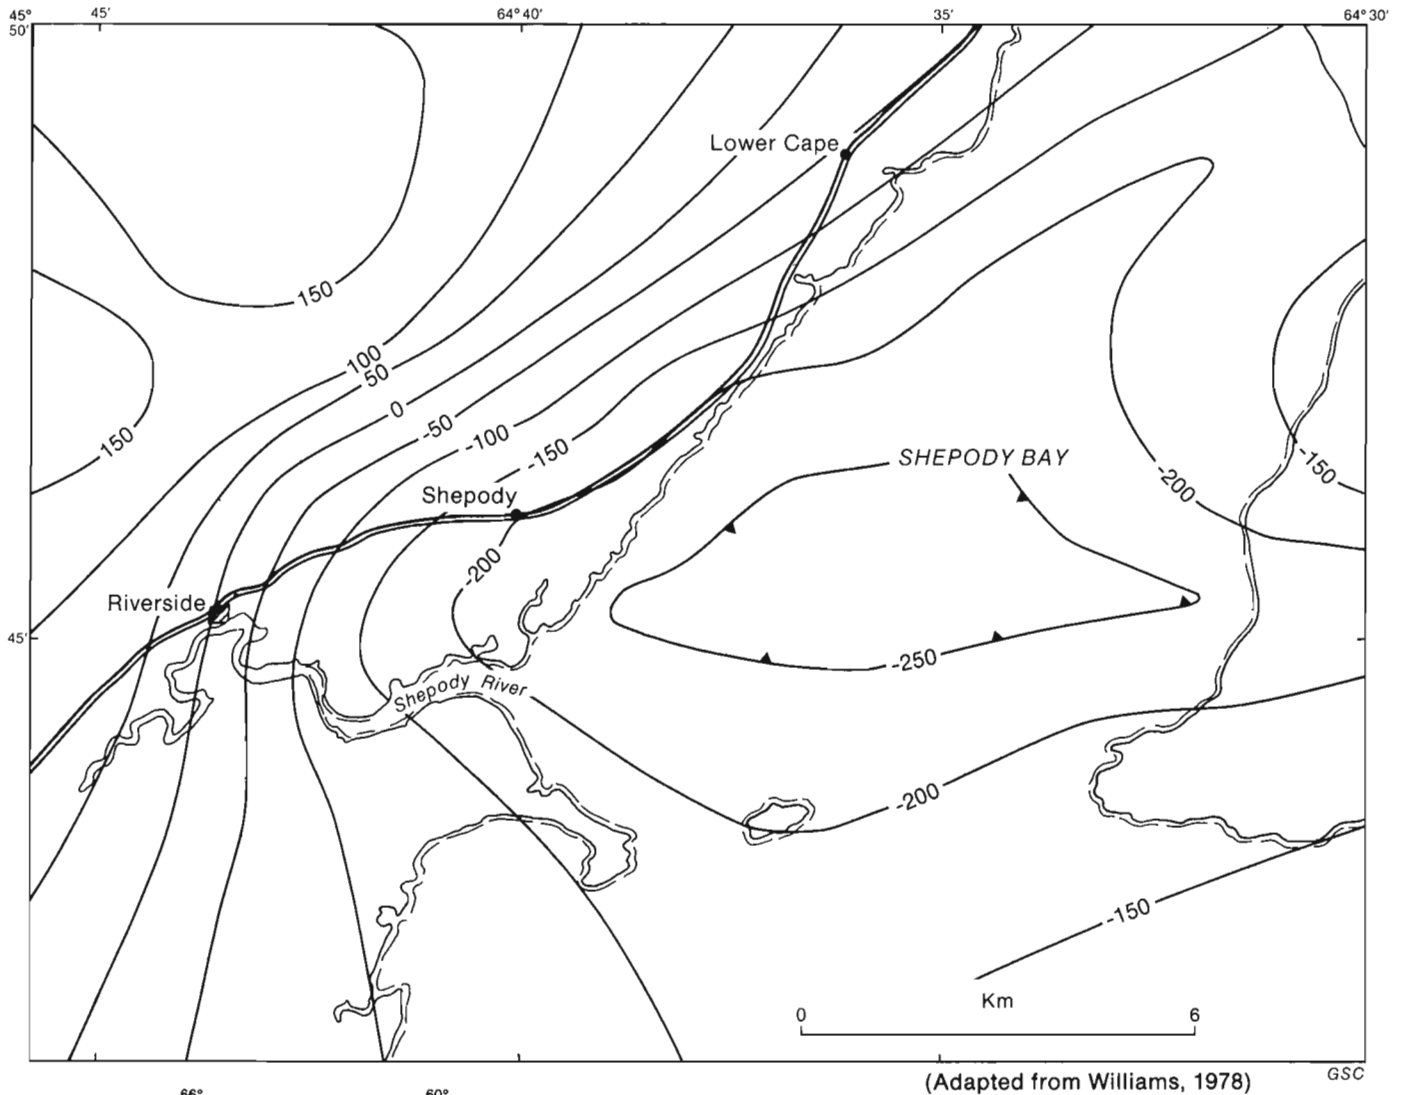 45° 45' 64° 40' 35' 64° 30'
50'
Lower Cape
150
100
50
0
-50
150
-100
-150
SHEPODY BAY
-200
-150
Shepody
-200
Riverside
45'
-250
Shepody River
-200
-150
Km
0 6
GSC
(Adapted from Williams, 1978)
66° 60°